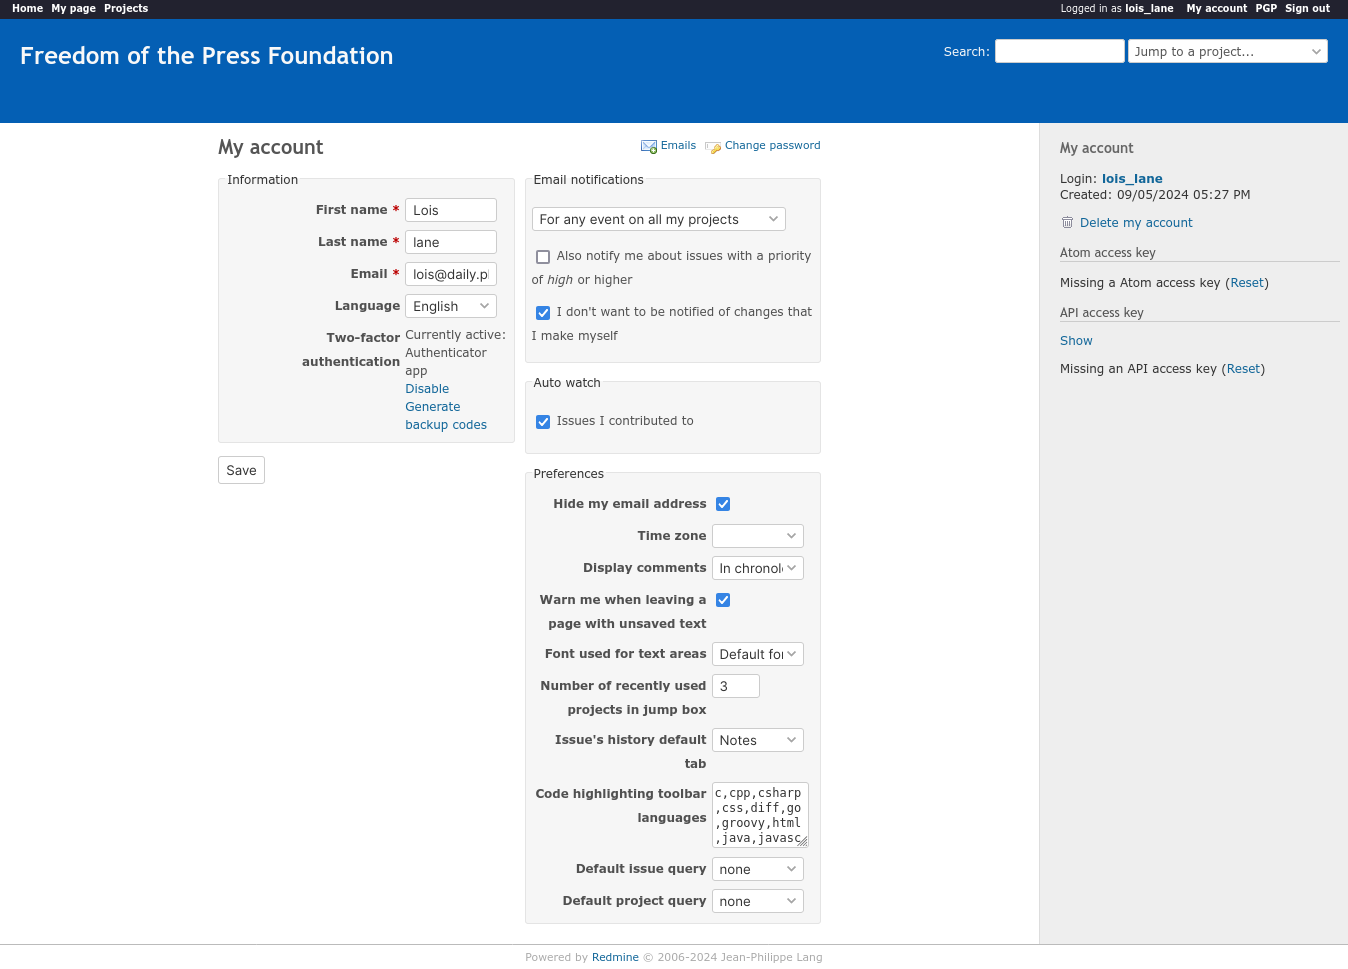 Home My page Projects
Logged in as lois_lane My account PGP Sign out
Freedom of the Press Foundation
Search: Jump to a project...
My account
Emails Change password
Information
First name * Lois
Last name * lane
Email * lois@daily.p
Language English
Two-factor authentication
Currently active:
Authenticator
app
Disable
Generate
backup codes
Save
Email notifications
For any event on all my projects
Also notify me about issues with a priority
of high or higher
I don't want to be notified of changes that
I make myself
Auto watch
Issues I contributed to
Preferences
Hide my email address
Time zone
Display comments In chronol
Warn me when leaving a
page with unsaved text
Font used for text areas Default for
Number of recently used 3
projects in jump box
Issue's history default Notes
tab
Code highlighting toolbar
languages
c,cpp,csharp
,css,diff,go
,groovy,html
,java,javasc
Default issue query none
Default project query none
My account
Login: lois_lane
Created: 09/05/2024 05:27 PM
Delete my account
Atom access key
Missing a Atom access key (Reset)
API access key
Show
Missing an API access key (Reset)
Powered by Redmine © 2006-2024 Jean-Philippe Lang